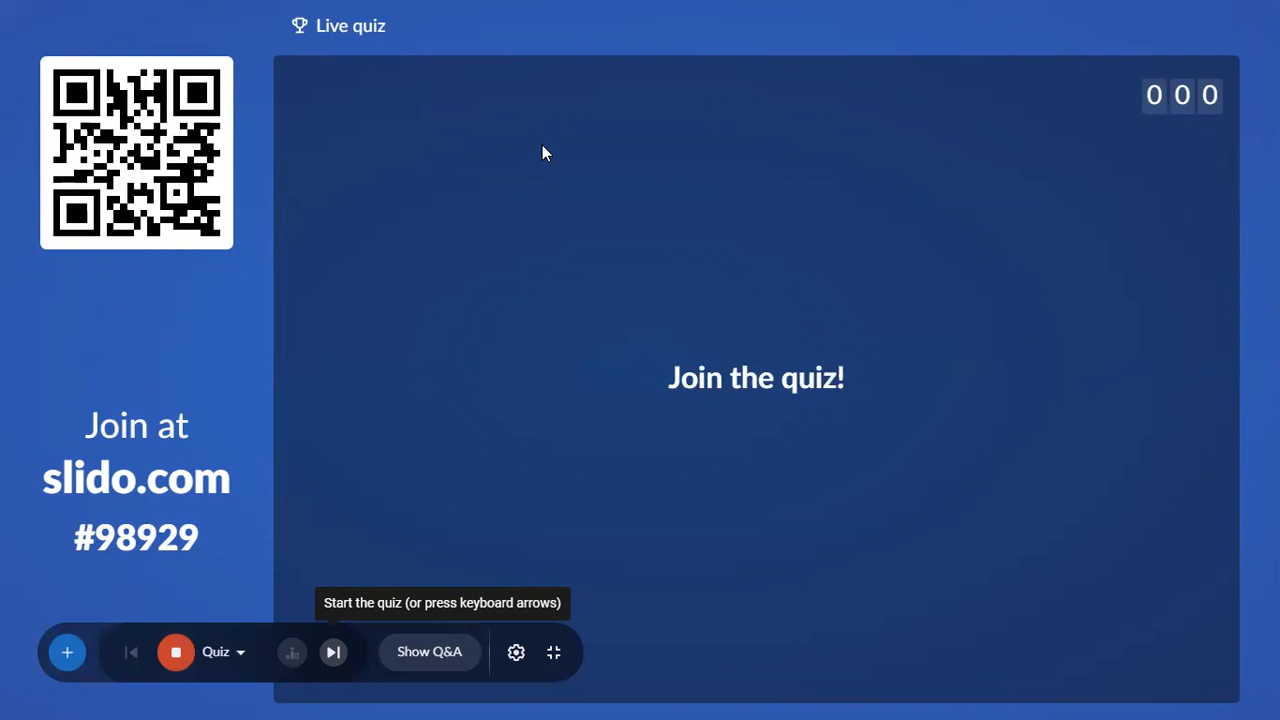 Live quiz
000
Join the quiz!
Join at
slido.com
#98929
Start the quiz (or press keyboard arrows)
Quiz
Show Q&A